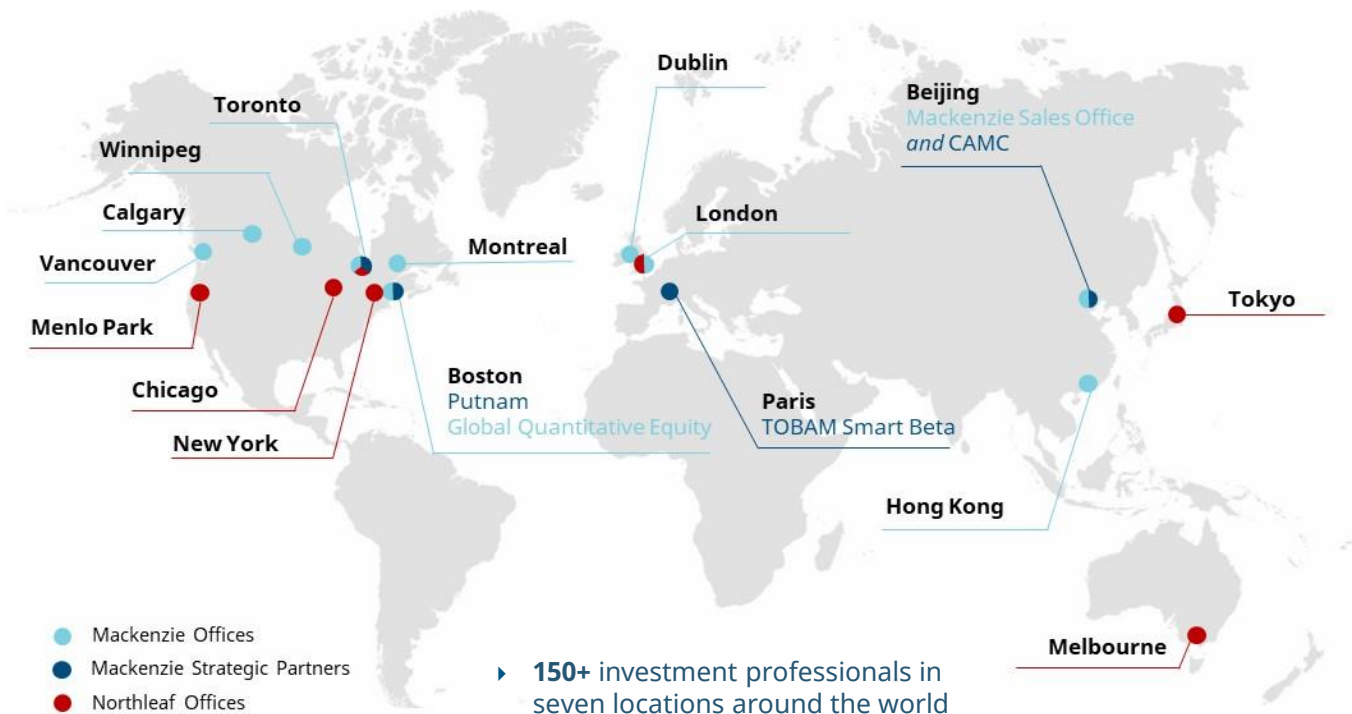 Dublin
Toronto
Beijing
Mackenzie Sales Office
and CAMC
Winnipeg
Calgary
London
Montreal
Vancouver
Tokyo
Menlo Park
Boston
Putnam
Global Quantitative Equity
Paris
TOBAM Smart Beta
Chicago
New York
Hong Kong
Mackenzie Offices
Mackenzie Strategic Partners
Northleaf Offices
Melbourne
150+ investment professionals in
seven locations around the world